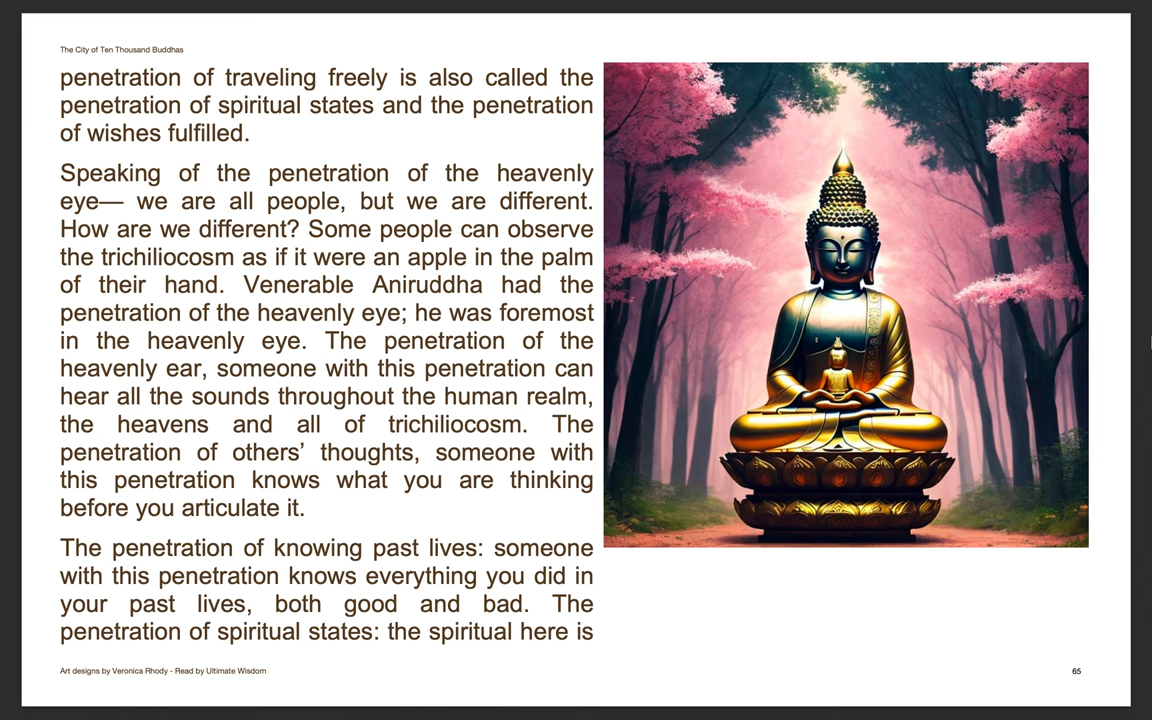 The City of Ten Thousand Buddhas
penetration of traveling freely is also called the
penetration of spiritual states and the penetration
of wishes fulfilled.
Speaking of the penetration of the heavenly
eye— we are all people, but we are different.
How are we different? Some people can observe
the trichiliocosm as if it were an apple in the palm
of their hand. Venerable Aniruddha had the
penetration of the heavenly eye; he was foremost
in the heavenly eye. The penetration of the
heavenly ear, someone with this penetration can
hear all the sounds throughout the human realm,
the heavens and all of trichiliocosm. The
penetration of others’ thoughts, someone with
this penetration knows what you are thinking
before you articulate it.
The penetration of knowing past lives: someone
with this penetration knows everything you did in
your past lives, both good and bad. The
penetration of spiritual states: the spiritual here is
Art designs by Veronica Rhody - Read by Ultimate Wisdom
65